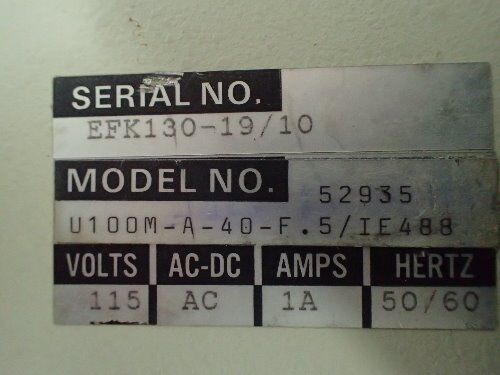 SERIAL NO.
EFK130-19/10
MODEL NO. 52935
U100M-A-40-F.5/IE488
VOLTS AC-DC AMPS HERTZ
115 AC 1A 50/60